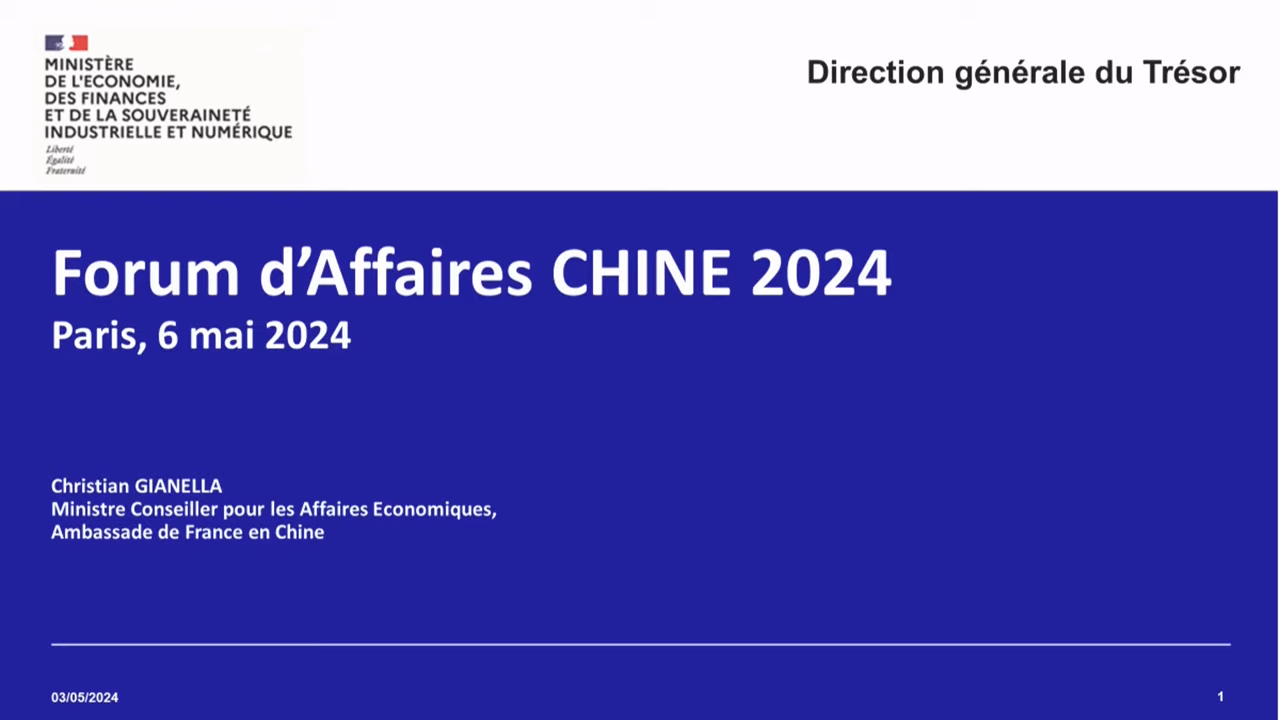 MINISTÈRE
DE L'ECONOMIE,
DES FINANCES
ET DE LA SOUVERAINETÉ
INDUSTRIELLE ET NUMÉRIQUE
Liberté
Égalité
Fraternité
Direction générale du Trésor
Forum d’Affaires CHINE 2024
Paris, 6 mai 2024
Christian GIANELLA
Ministre Conseiller pour les Affaires Economiques,
Ambassade de France en Chine
03/05/2024
1